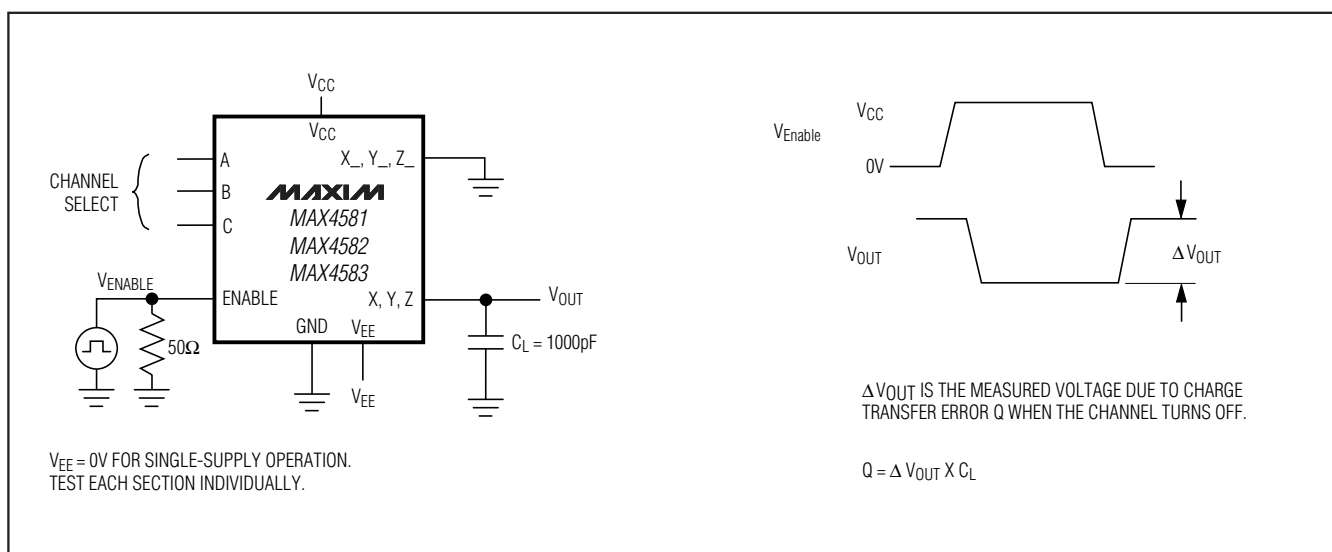 VCC
VCC
A
X_, Y_, Z_
CHANNEL
SELECT
B
MAXIM
MAX4581
C
MAX4582
MAX4583
VENABLE
ENABLE
X, Y, Z
VOUT
50Ω
GND
VEE
CL = 1000pF
VEE
VEE = 0V FOR SINGLE-SUPPLY OPERATION.
TEST EACH SECTION INDIVIDUALLY.
VCC
VEnable
0V
VOUT
ΔVOUT
ΔVOUT IS THE MEASURED VOLTAGE DUE TO CHARGE
TRANSFER ERROR Q WHEN THE CHANNEL TURNS OFF.
Q = Δ VOUT X CL